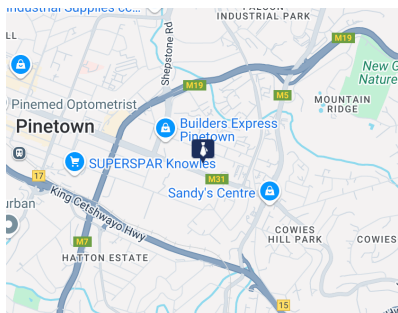 Industrial Supplies cc...
FALCON
INDUSTRIAL PARK
M19
LL
Shepstone Rd
New G
Nature
M19
M5
MOUNTAIN
RIDGE
Pinemed Optometrist
Pinetown
Builders Express
Pinetown
SUPERSPAR Knowles
17
M31
Sandy's Centre
urban
King Cetshwayo Hwy
M7
HATTON ESTATE
COWIES
HILL PARK
COWIES
15